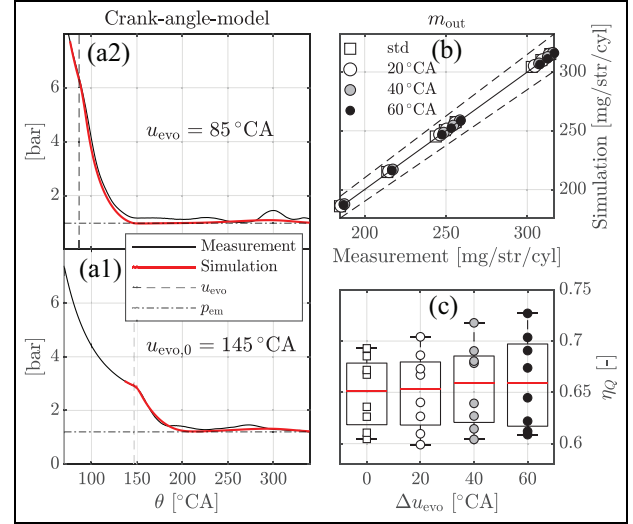 Crank-angle-model
(a2)
6
4
2
[bar]
u_evo = 85 °CA
Measurement
Simulation
u_evo
p_em
(a1)
6
4
2
[bar]
u_evo,0 = 145 °CA
100 150 200 250 300
θ [°CA]
m_out
(b)
std
20 °CA
40 °CA
60 °CA
300
250
200
Simulation [mg/str/cyl]
200 250 300
Measurement [mg/str/cyl]
(c)
0.75
0.7
0.65
0.6
η_Q [-]
0 20 40 60
Δu_evo [°CA]